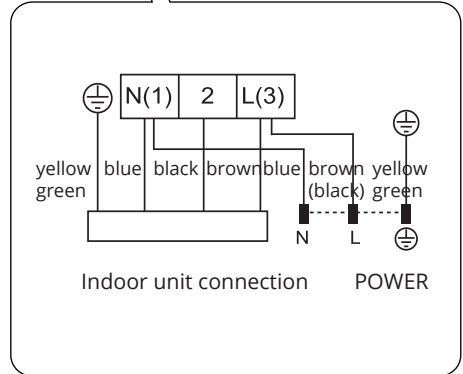 N(1) 2 L(3)
yellow blue black brown blue brown yellow
green (black) green
N L
Indoor unit connection POWER